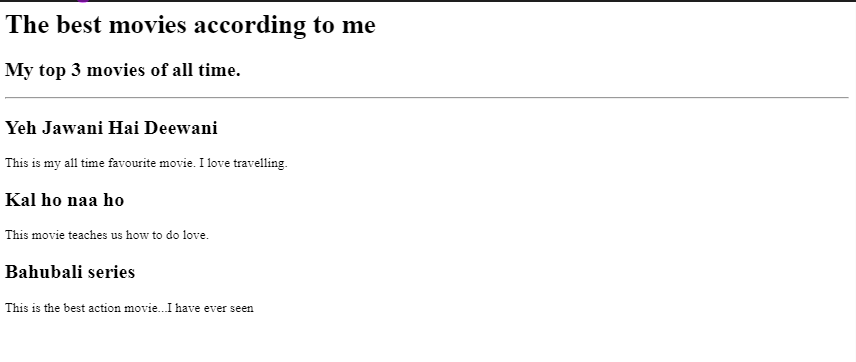 The best movies according to me
My top 3 movies of all time.
Yeh Jawani Hai Deewani
This is my all time favourite movie. I love travelling.
Kal ho naa ho
This movie teaches us how to do love.
Bahubali series
This is the best action movie...I have ever seen